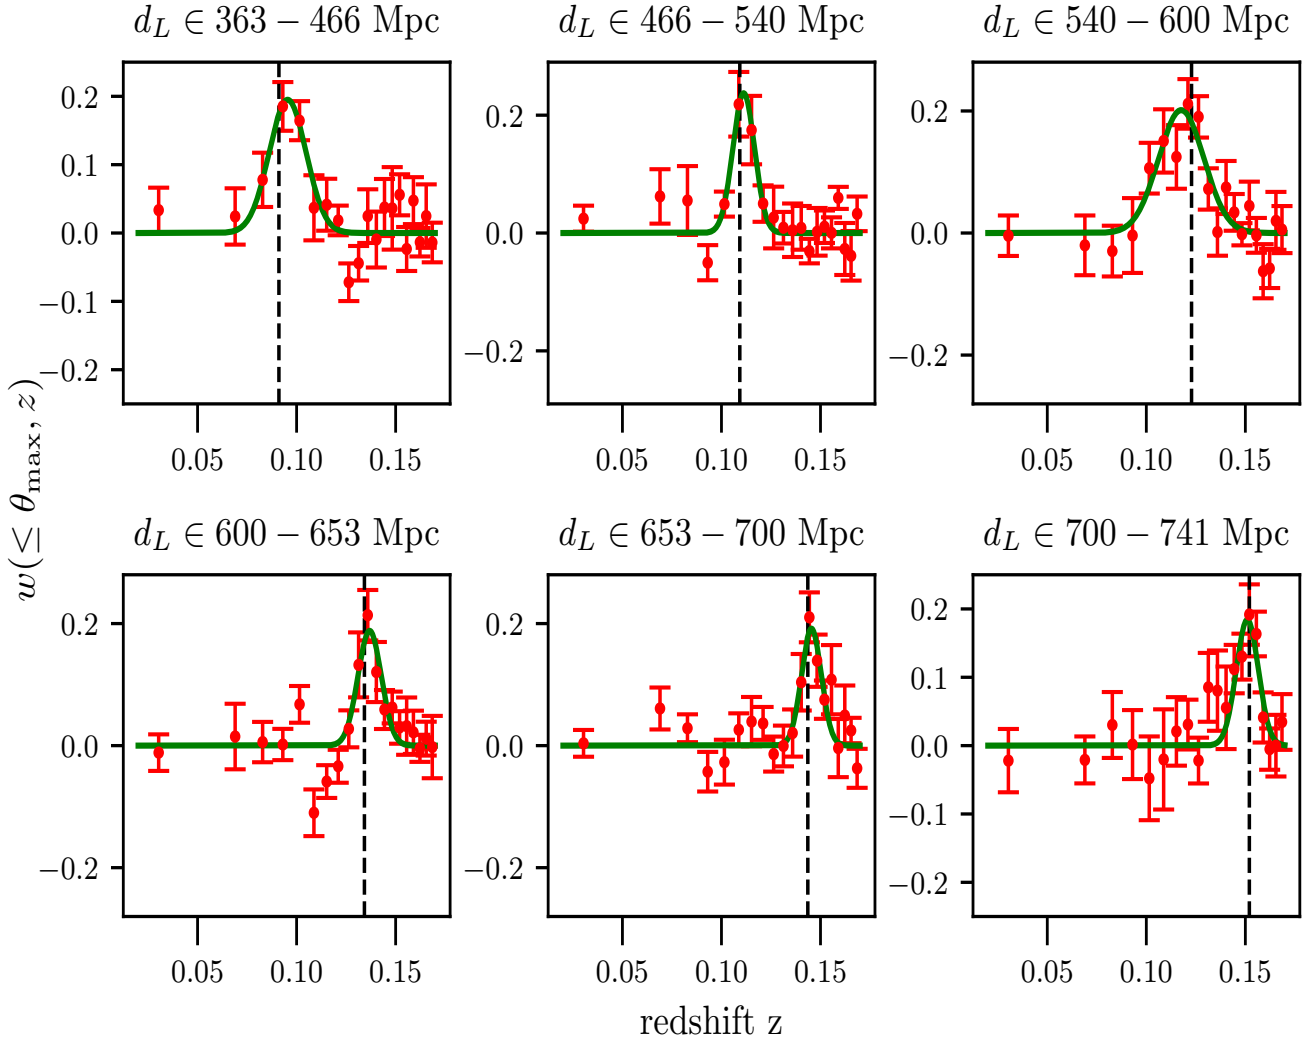 d_L ∈ 363 − 466 Mpc
d_L ∈ 466 − 540 Mpc
d_L ∈ 540 − 600 Mpc
0.2
0.1
0.0
−0.1
−0.2
0.05 0.10 0.15
0.2
0.0
−0.2
0.05 0.10 0.15
0.2
0.0
−0.2
0.05 0.10 0.15
w(≤ θ_max, z)
d_L ∈ 600 − 653 Mpc
d_L ∈ 653 − 700 Mpc
d_L ∈ 700 − 741 Mpc
0.2
0.0
−0.2
0.05 0.10 0.15
0.2
0.0
−0.2
0.05 0.10 0.15
0.2
0.1
0.0
−0.1
−0.2
0.05 0.10 0.15
redshift z